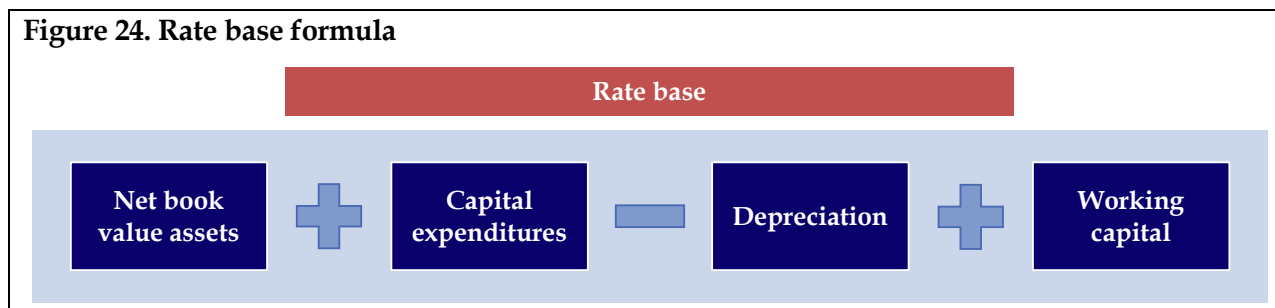 Figure 24. Rate base formula
Rate base
Net book
value assets
Capital
expenditures
Depreciation
Working
capital